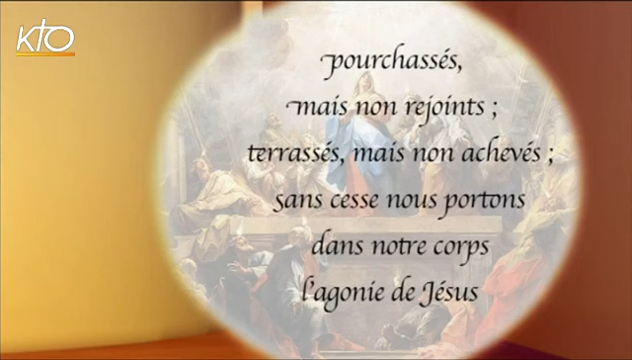 KTO
pourchassés,
mais non rejoints ;
terrassés, mais non achevés ;
sans cesse nous portons
dans notre corps
l'agonie de Jésus